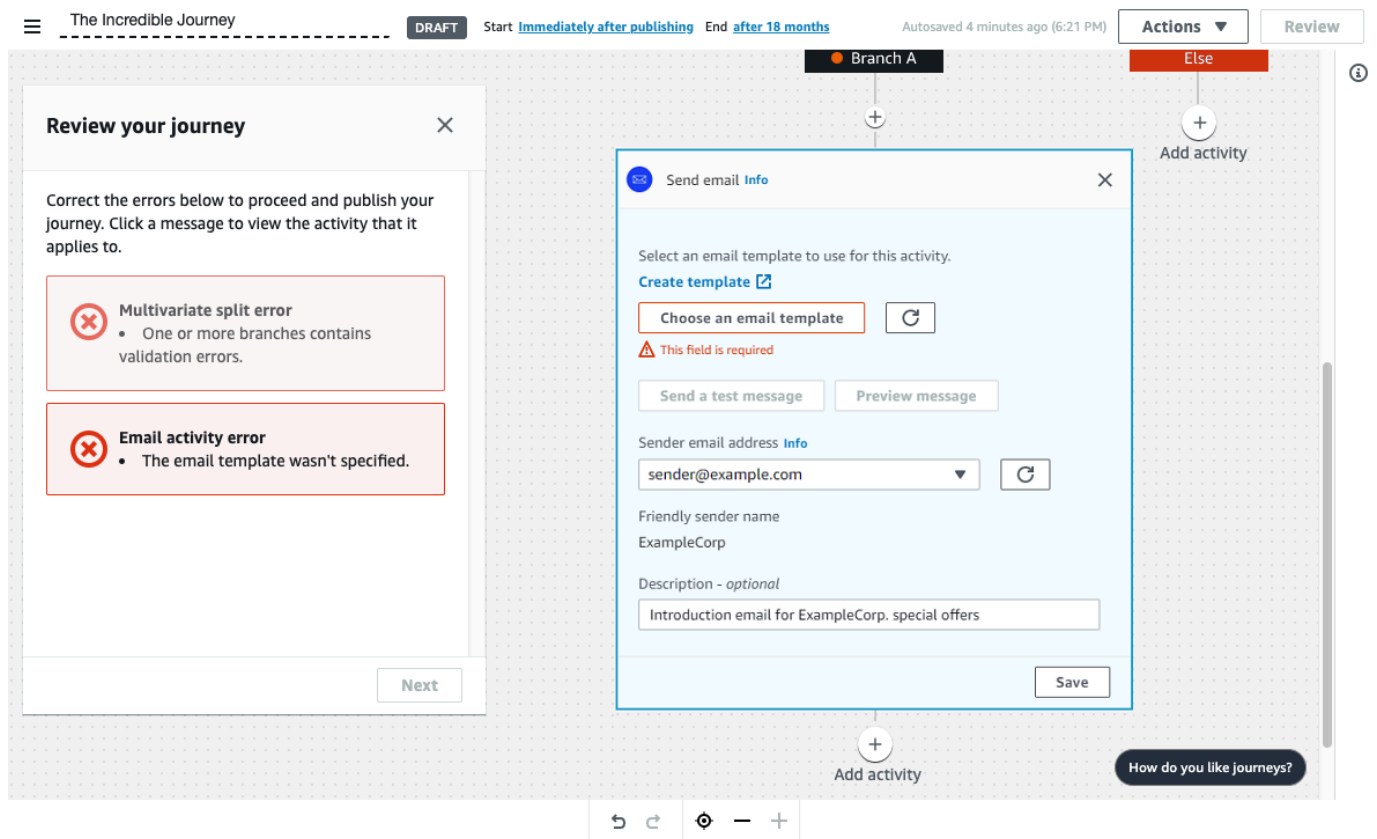 The Incredible Journey
DRAFT
Start Immediately after publishing End after 18 months
Autosaved 4 minutes ago (6:21 PM)
Actions
Review
Branch A
Else
Add activity
Review your journey
Correct the errors below to proceed and publish your
journey. Click a message to view the activity that it
applies to.
Multivariate split error
• One or more branches contains
validation errors.
Email activity error
• The email template wasn't specified.
Next
Send email Info
Select an email template to use for this activity.
Create template
Choose an email template
This field is required
Send a test message
Preview message
Sender email address Info
sender@example.com
Friendly sender name
ExampleCorp
Description - optional
Introduction email for ExampleCorp. special offers
Save
Add activity
How do you like journeys?